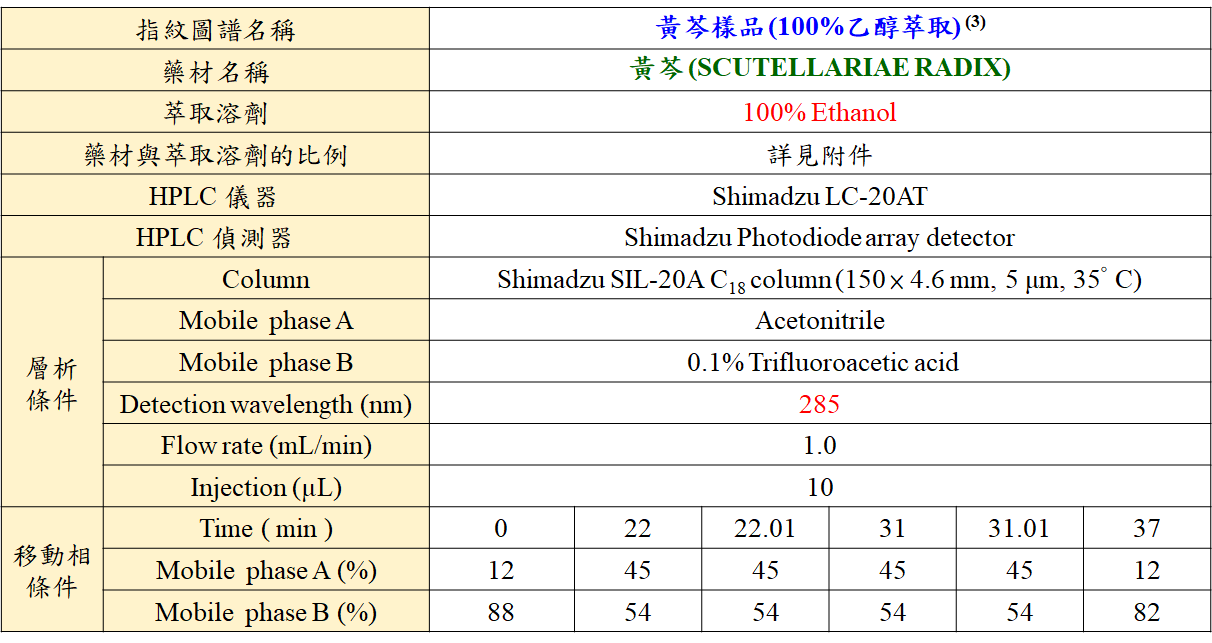 指紋圖譜名稱 黃芩樣品(100%乙醇萃取)(3)
藥材名稱 黃芩(SCUTELLARIAE RADIX)
萃取溶劑 100% Ethanol
藥材與萃取溶劑的比例 詳見附件
HPLC 儀器 Shimadzu LC-20AT
HPLC 偵測器 Shimadzu Photodiode array detector
層析條件
Column Shimadzu SIL-20A C18 column (150 × 4.6 mm, 5 μm, 35° C)
Mobile phase A Acetonitrile
Mobile phase B 0.1% Trifluoroacetic acid
Detection wavelength (nm) 285
Flow rate (mL/min) 1.0
Injection (μL) 10
移動相條件
Time ( min ) 0 22 22.01 31 31.01 37
Mobile phase A (%) 12 45 45 45 45 12
Mobile phase B (%) 88 54 54 54 54 82